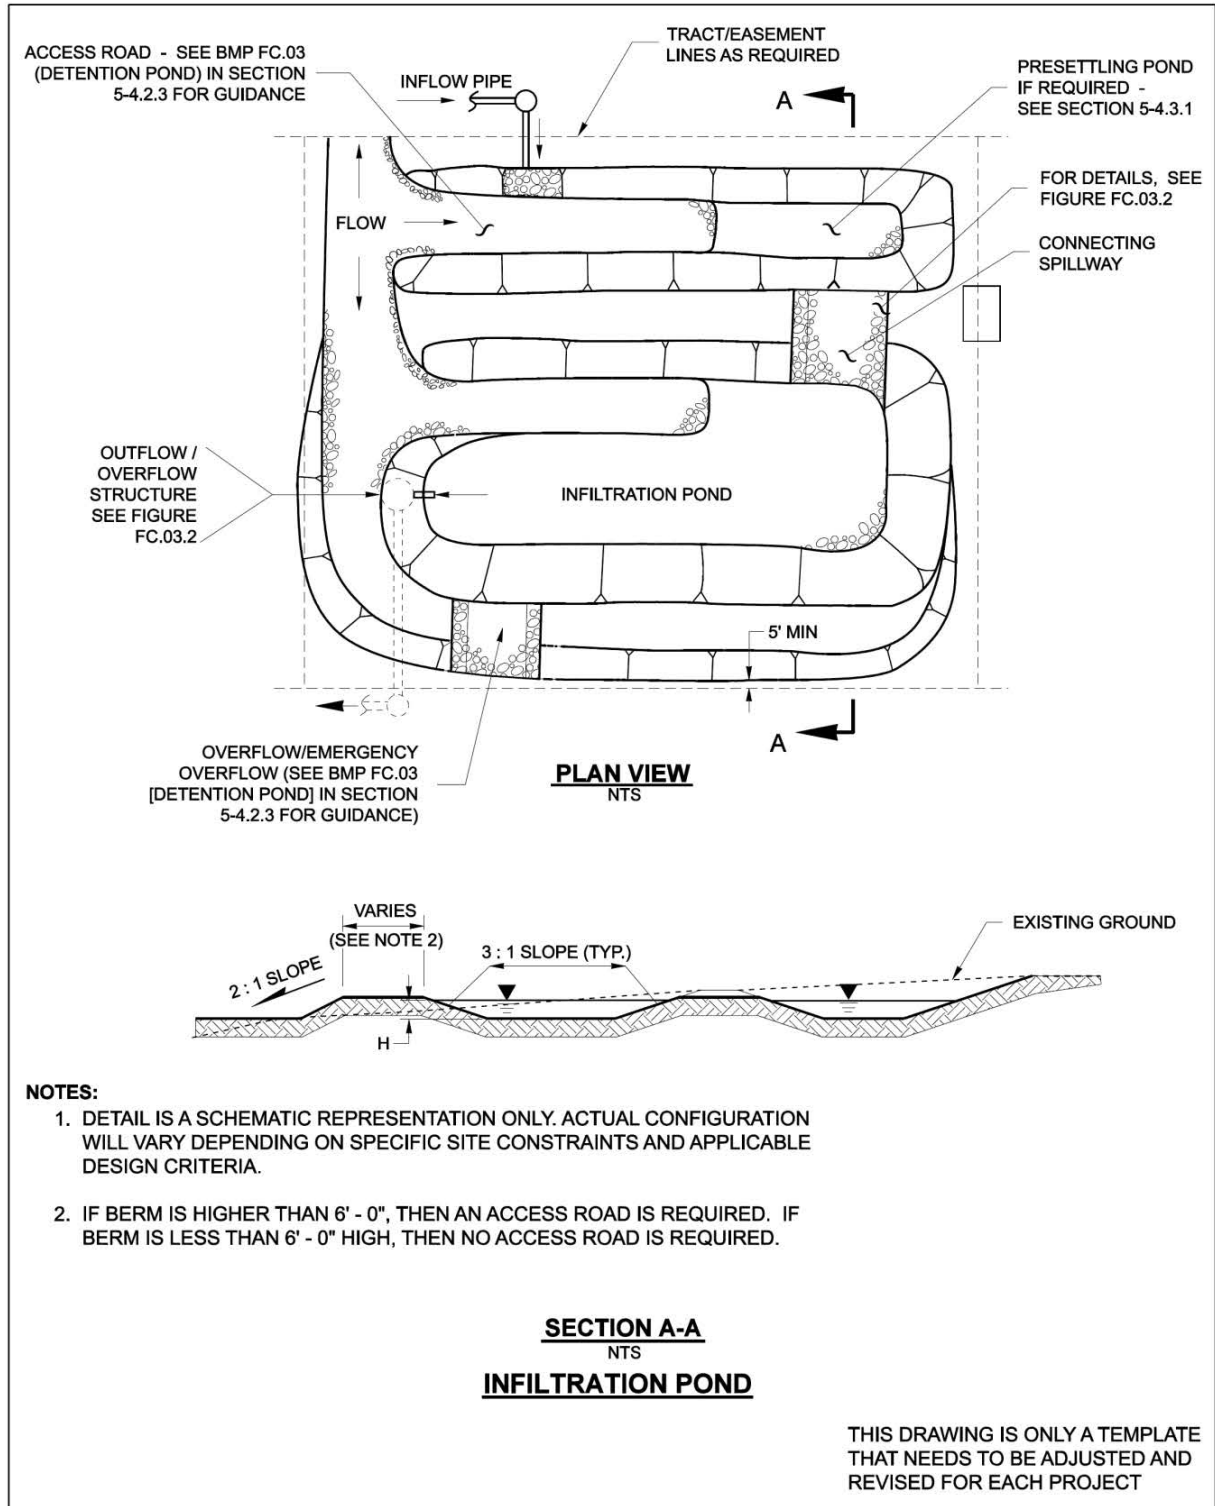 ACCESS ROAD - SEE BMP FC.03
(DETENTION POND) IN SECTION
5-4.2.3 FOR GUIDANCE
INFLOW PIPE
TRACT/EASEMENT
LINES AS REQUIRED
A
PRESETTLING POND
IF REQUIRED -
SEE SECTION 5-4.3.1
FOR DETAILS, SEE
FIGURE FC.03.2
FLOW
CONNECTING
SPILLWAY
OUTFLOW /
OVERFLOW
STRUCTURE
SEE FIGURE
FC.03.2
INFILTRATION POND
5' MIN
A
OVERFLOW/EMERGENCY
OVERFLOW (SEE BMP FC.03
[DETENTION POND] IN SECTION
5-4.2.3 FOR GUIDANCE)
PLAN VIEW
NTS
VARIES
(SEE NOTE 2)
2 : 1 SLOPE
3 : 1 SLOPE (TYP.)
EXISTING GROUND
H
NOTES:
1. DETAIL IS A SCHEMATIC REPRESENTATION ONLY. ACTUAL CONFIGURATION
WILL VARY DEPENDING ON SPECIFIC SITE CONSTRAINTS AND APPLICABLE
DESIGN CRITERIA.
2. IF BERM IS HIGHER THAN 6' - 0", THEN AN ACCESS ROAD IS REQUIRED. IF
BERM IS LESS THAN 6' - 0" HIGH, THEN NO ACCESS ROAD IS REQUIRED.
SECTION A-A
NTS
INFILTRATION POND
THIS DRAWING IS ONLY A TEMPLATE
THAT NEEDS TO BE ADJUSTED AND
REVISED FOR EACH PROJECT